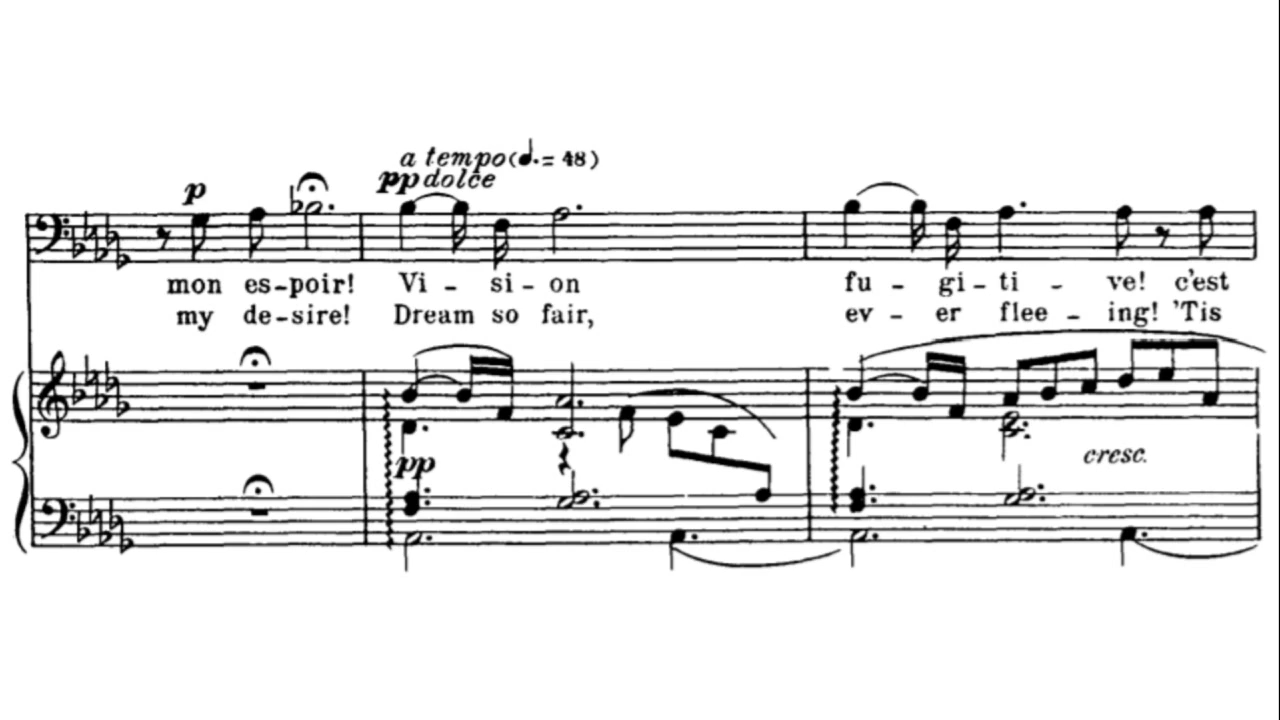 a tempo (♩. = 48)
p pp dolce
mon es-poir! Vi - si - on fu - gi - ti - ve! c'est
my de-sire! Dream so fair, ev - er flee - ing! 'Tis
pp cresc.